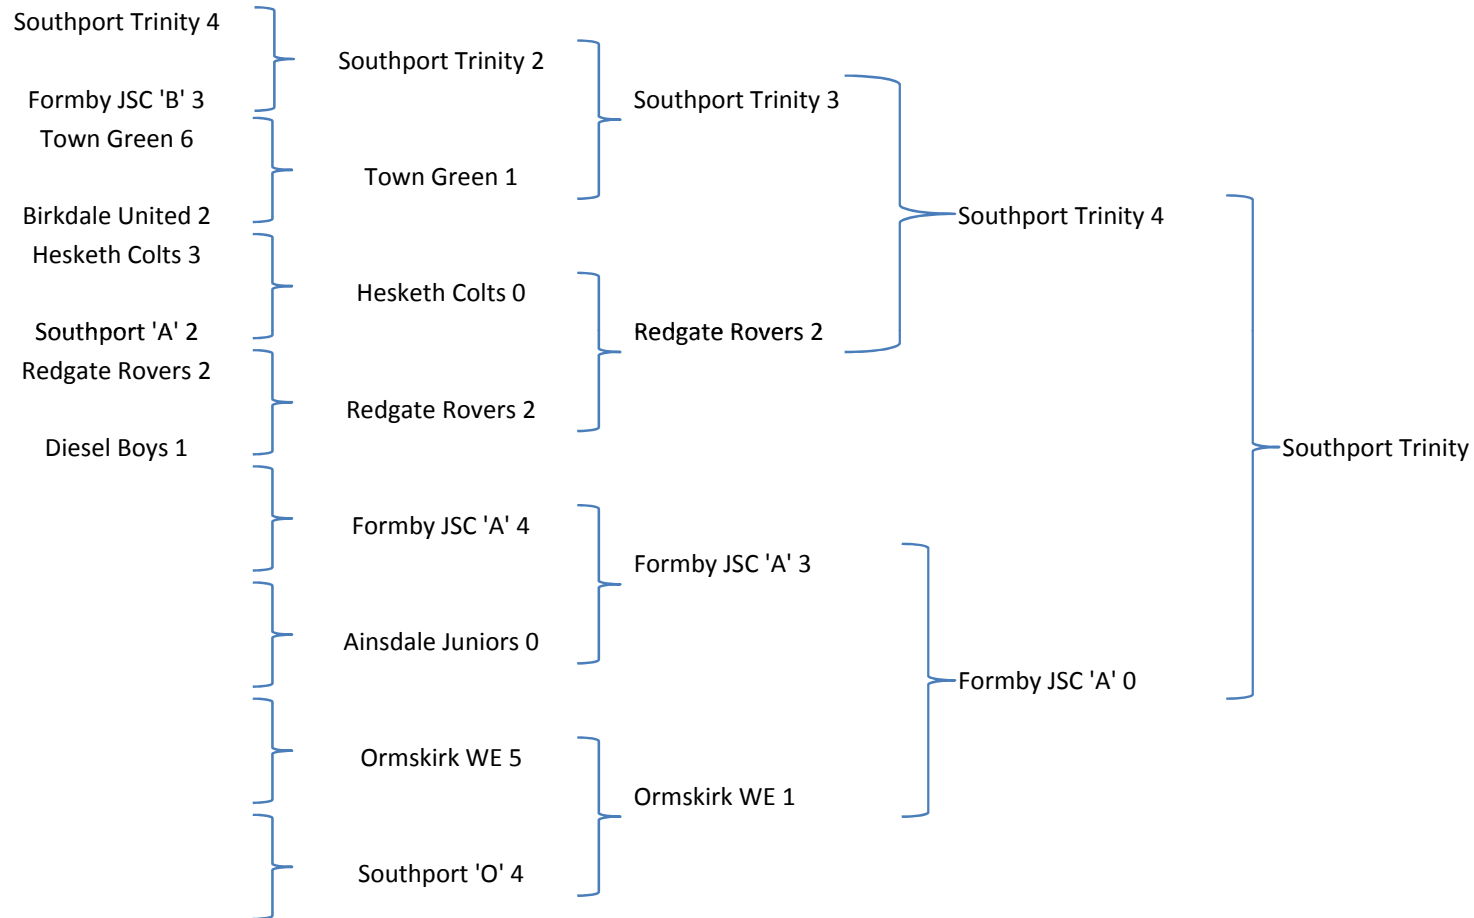 Southport Trinity 4
Formby JSC 'B' 3
Town Green 6
Birkdale United 2
Hesketh Colts 3
Southport 'A' 2
Redgate Rovers 2
Diesel Boys 1
Southport Trinity 2
Town Green 1
Hesketh Colts 0
Redgate Rovers 2
Formby JSC 'A' 4
Ainsdale Juniors 0
Ormskirk WE 5
Southport 'O' 4
Southport Trinity 3
Redgate Rovers 2
Formby JSC 'A' 3
Ormskirk WE 1
Southport Trinity 4
Formby JSC 'A' 0
Southport Trinity